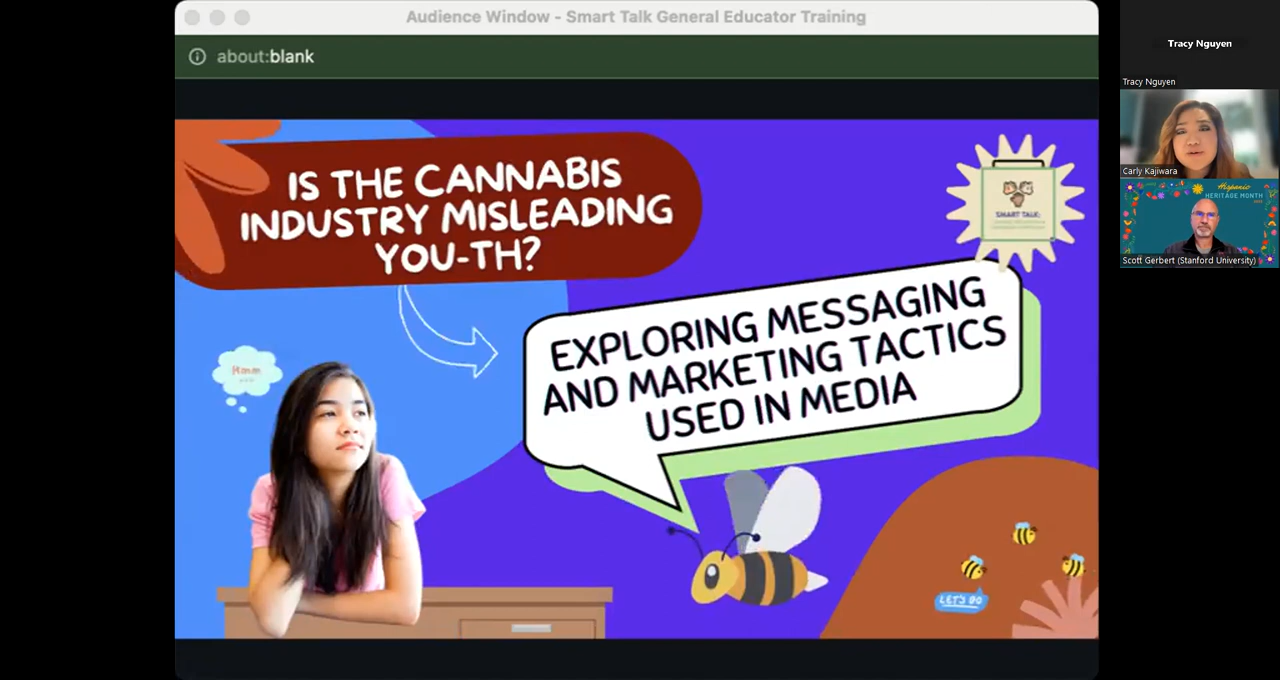 Audience Window - Smart Talk General Educator Training
about:blank
IS THE CANNABIS
INDUSTRY MISLEADING
YOU-TH?
SMART TALK:
EXPLORING MESSAGING
AND MARKETING TACTICS
USED IN MEDIA
Hmm
LET'S GO
Tracy Nguyen
Tracy Nguyen
Carly Kajiwara
Hispanic
HERITAGE MONTH
Scott Gerbert (Stanford University)